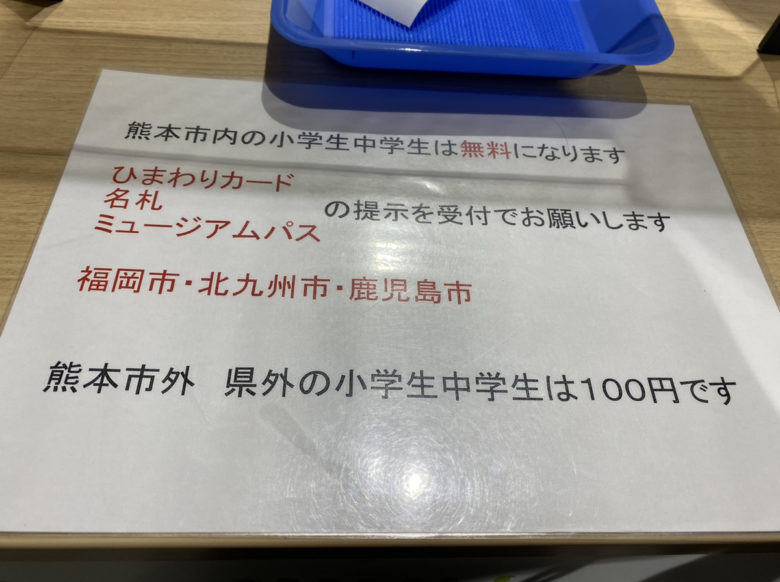 熊本市内の小学生中学生は無料になります
ひまわりカード
名札
ミュージアムパス
の提示を受付でお願いします
福岡市・北九州市・鹿児島市
熊本市外　県外の小学生中学生は100円です